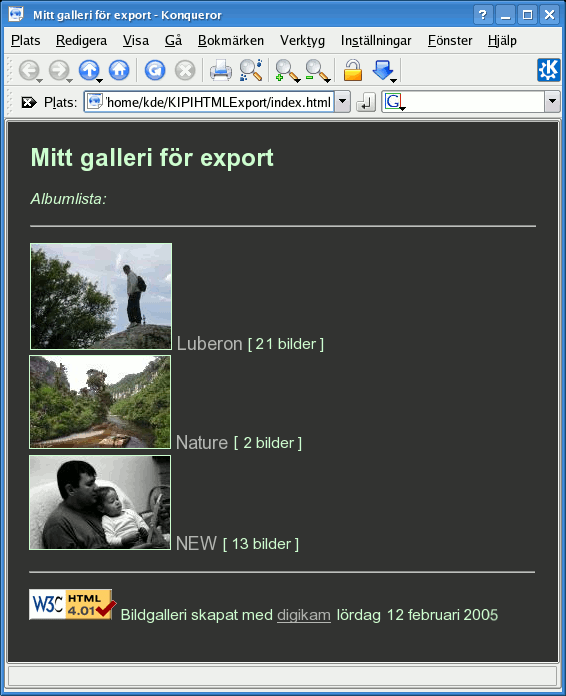 Mitt galleri för export - Konqueror
Plats Redigera Visa Gå Bokmärken Verktyg Inställningar Fönster Hjälp
Plats: /home/kde/KIPIHTMLExport/index.html
Mitt galleri för export
Albumlista:
Luberon [ 21 bilder ]
Nature [ 2 bilder ]
NEW [ 13 bilder ]
W3C HTML 4.01 Bildgalleri skapat med digikam lördag 12 februari 2005